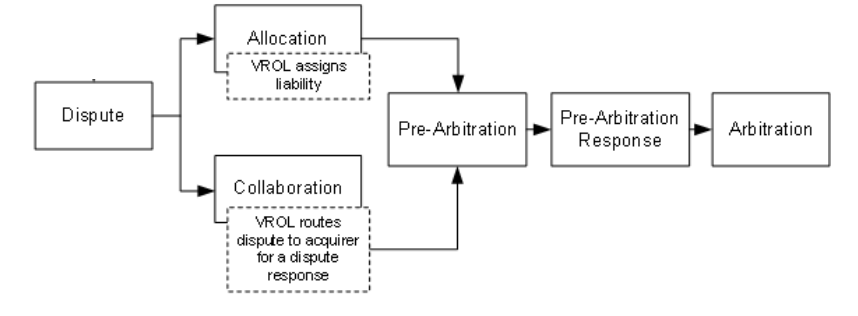 Dispute
Allocation
VROL assigns
liability
Collaboration
VROL routes
dispute to acquirer
for a dispute
response
Pre-Arbitration
Pre-Arbitration
Response
Arbitration